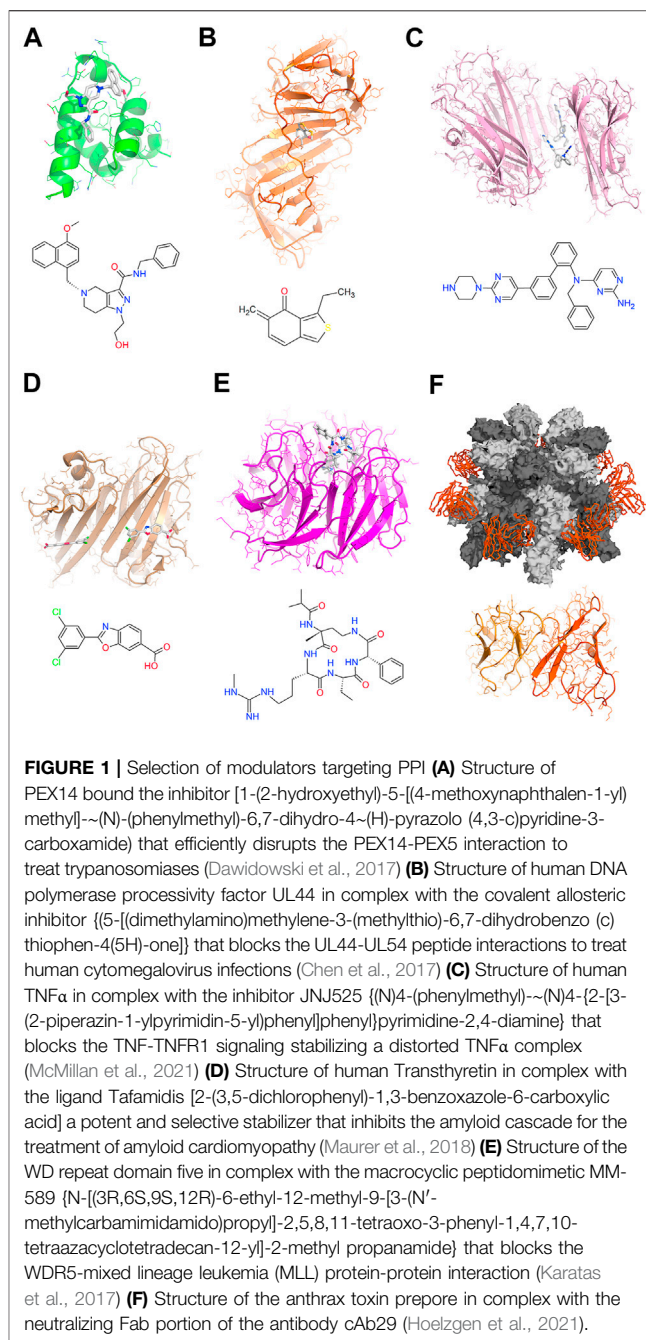 A
B
C
O
O
N
H
N
N
N
OH
O
H₂C
CH₃
S
HN
N
N
N
N
N
N
NH₂
D
E
F
Cl
Cl
N
O
O
OH
O
HN
NH
O
O
HN
NH
O
N
H
O
N
H
N
H
NH
FIGURE 1 | Selection of modulators targeting PPI (A) Structure of
PEX14 bound the inhibitor [1-(2-hydroxyethyl)-5-[(4-methoxynaphthalen-1-yl)
methyl]-~(N)-(phenylmethyl)-6,7-dihydro-4~(H)-pyrazolo (4,3-c)pyridine-3-
carboxamide) that efficiently disrupts the PEX14-PEX5 interaction to
treat trypanosomiases (Dawidowski et al., 2017) (B) Structure of human DNA
polymerase processivity factor UL44 in complex with the covalent allosteric
inhibitor {(5-[(dimethylamino)methylene-3-(methylthio)-6,7-dihydrobenzo (c)
thiophen-4(5H)-one]} that blocks the UL44-UL54 peptide interactions to treat
human cytomegalovirus infections (Chen et al., 2017) (C) Structure of human
TNFα in complex with the inhibitor JNJ525 {(N)4-(phenylmethyl)-~(N)4-{2-[3-
(2-piperazin-1-ylpyrimidin-5-yl)phenyl]phenyl}pyrimidine-2,4-diamine} that
blocks the TNF-TNFR1 signaling stabilizing a distorted TNFα complex
(McMillan et al., 2021) (D) Structure of human Transthyretin in complex with
the ligand Tafamidis [2-(3,5-dichlorophenyl)-1,3-benzoxazole-6-carboxylic
acid] a potent and selective stabilizer that inhibits the amyloid cascade for the
treatment of amyloid cardiomyopathy (Maurer et al., 2018) (E) Structure of the
WD repeat domain five in complex with the macrocyclic peptidomimetic MM-
589 {N-[(3R,6S,9S,12R)-6-ethyl-12-methyl-9-[3-(N′-
methylcarbamimidamido)propyl]-2,5,8,11-tetraoxo-3-phenyl-1,4,7,10-
tetraazacyclotetradecan-12-yl]-2-methyl propanamide} that blocks the
WDR5-mixed lineage leukemia (MLL) protein-protein interaction (Karatas
et al., 2017) (F) Structure of the anthrax toxin prepore in complex with the
neutralizing Fab portion of the antibody cAb29 (Hoelzgen et al., 2021).